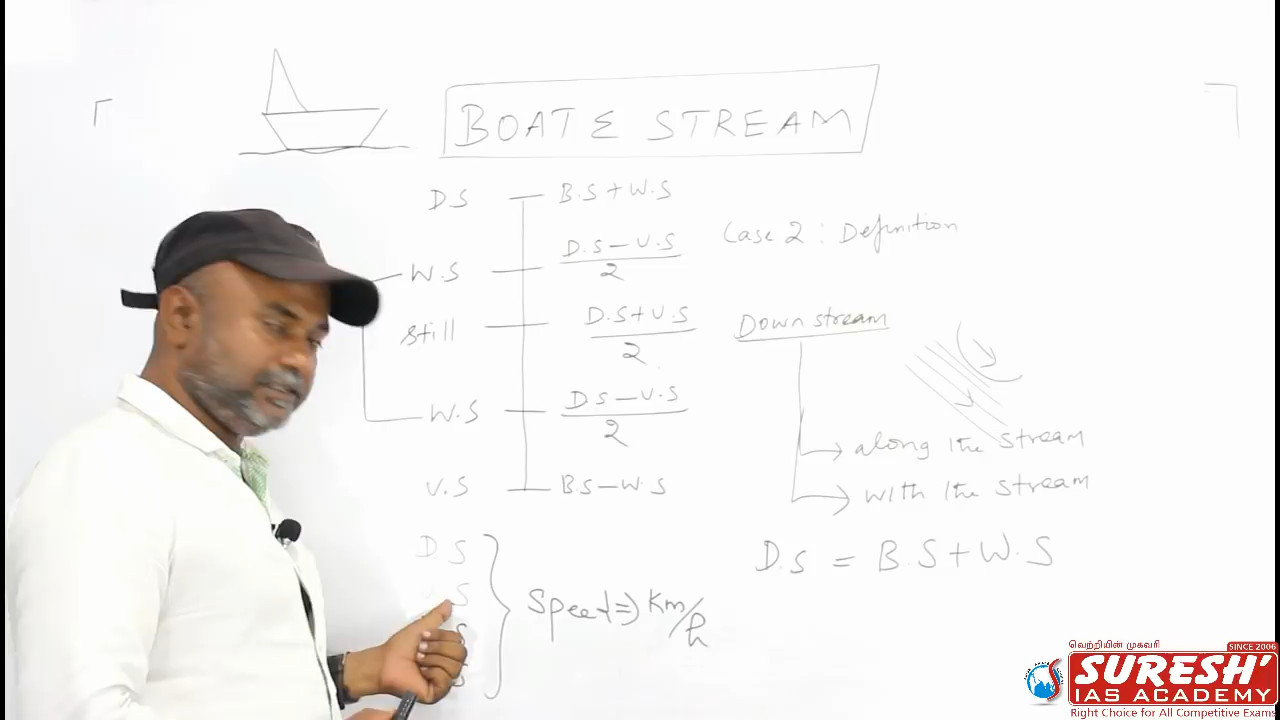 BOAT & STREAM
D.S B.S + W.S
W.S D.S - U.S / 2
Still D.S + U.S / 2
W.S D.S - U.S / 2
U.S B.S - W.S
Case 2 : Definition
Down stream
along the stream
with the stream
D.S = B.S + W.S
D S
S
S
Speed => Km/h
வெற்றியின் முகவரி
SINCE 2006
SURESH'
IAS ACADEMY
Right Choice for All Competitive Exams